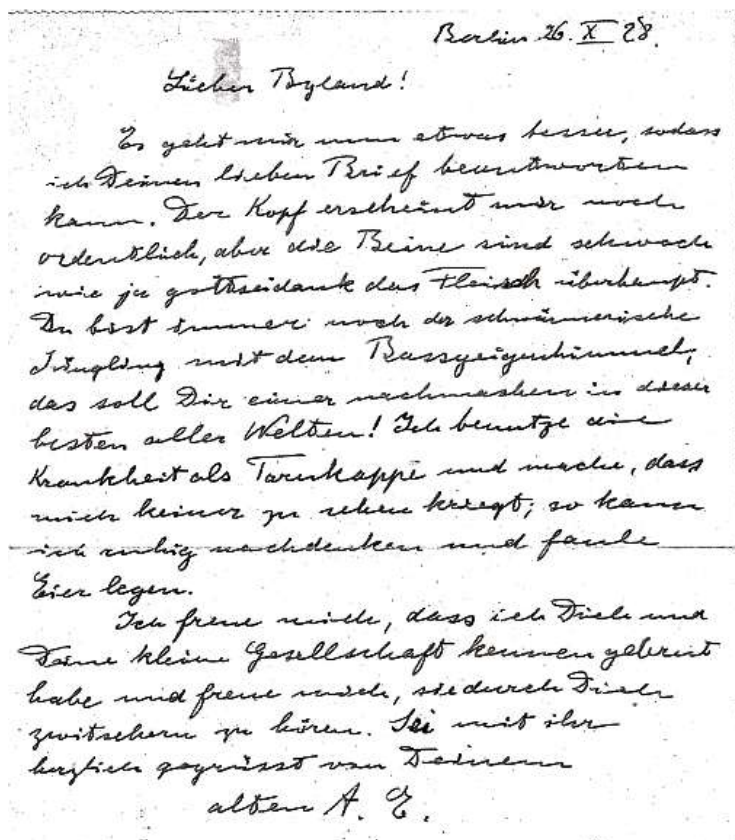 Berlin 26. X 28.
Lieber Byland!
Es geht mir nun etwas besser, sodass
ich Deinen lieben Brief beantworten
kann. Der Kopf erscheint mir noch
ordentlich, aber die Beine sind schwach
wie ja gottseidank das Fleisch überhaupt.
Du bist immer noch der schwärmerische
Jüngling mit dem Bassgeigenhimmel,
das soll Dir einer nachmachen in dieser
besten aller Welten! Ich benutze die
Krankheit als Tarnkappe und mache, dass
mich keiner zu sehen kriegt; so kann
ich ruhig nachdenken und faule
Eier legen.
Ich freue mich, dass ich Dich und
Deine kleine Gesellschaft kennen gelernt
habe und freue mich, sie durch Dich
zwitschern zu hören. Sei mit ihr
herzlich gegrüsst von Deinem
alten A. E.